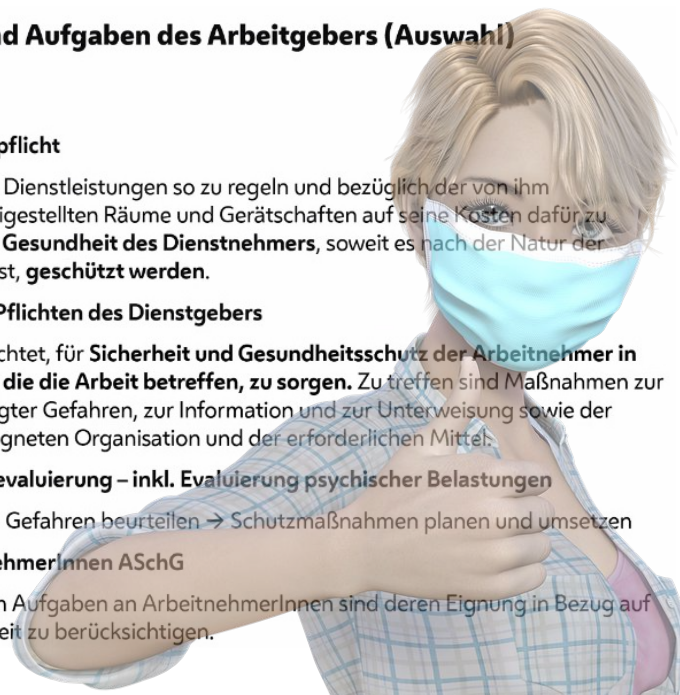 d Aufgaben des Arbeitgebers (Auswahl)
pflicht
Dienstleistungen so zu regeln und bezüglich der von ihm
igestellten Räume und Gerätschaften auf seine Kosten dafür zu
Gesundheit des Dienstnehmers, soweit es nach der Natur der
st, geschützt werden.
Pflichten des Dienstgebers
chtet, für Sicherheit und Gesundheitsschutz der Arbeitnehmer in
die die Arbeit betreffen, zu sorgen. Zu treffen sind Maßnahmen zur
gter Gefahren, zur Information und zur Unterweisung sowie der
gneten Organisation und der erforderlichen Mittel.
evaluierung – inkl. Evaluierung psychischer Belastungen
Gefahren beurteilen → Schutzmaßnahmen planen und umsetzen
ehmerInnen ASchG
n Aufgaben an ArbeitnehmerInnen sind deren Eignung in Bezug auf
eit zu berücksichtigen.